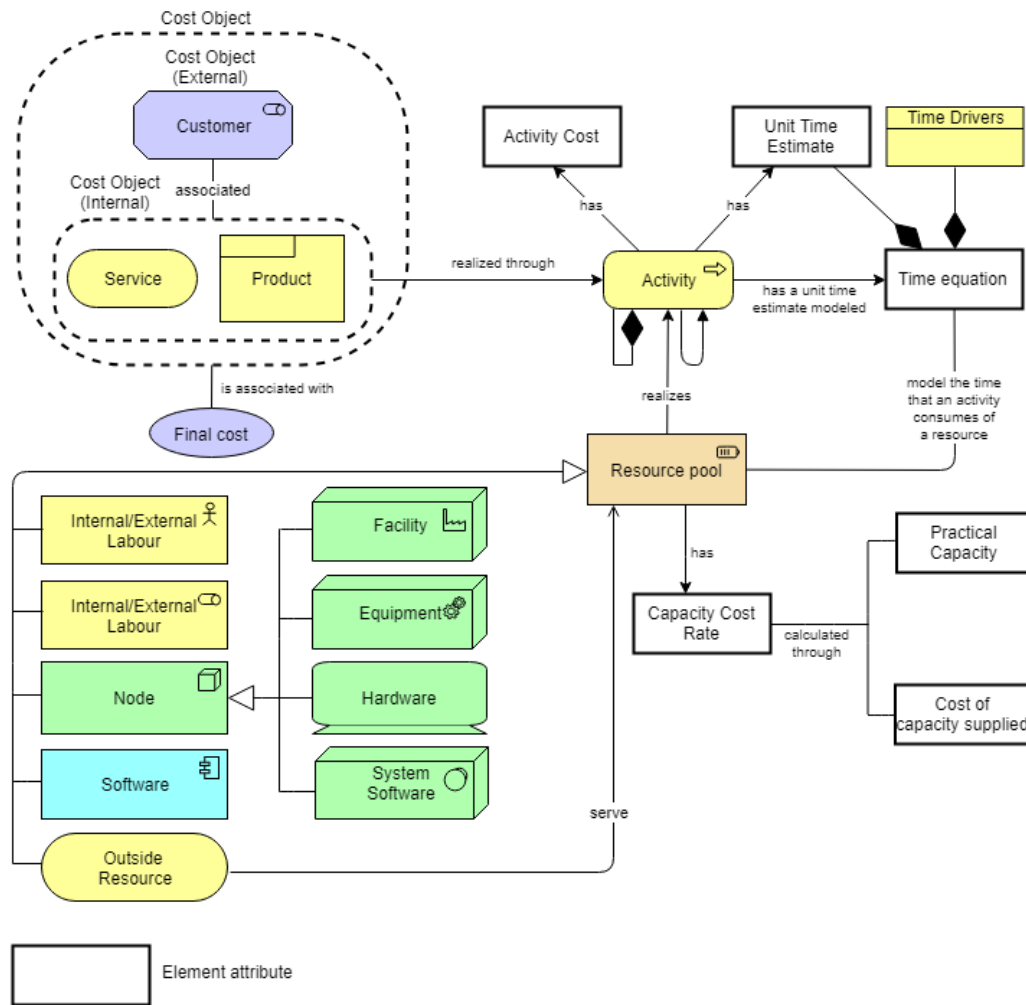 Cost Object
Cost Object
(External)
Customer
associated
Cost Object
(Internal)
Service
Product
is associated with
Final cost
realized through
Activity Cost
Unit Time
Estimate
Time Drivers
has
has
Activity
has a unit time
estimate modeled
Time equation
realizes
model the time
that an activity
consumes of
a resource
Resource pool
has
Capacity Cost
Rate
calculated
through
Practical
Capacity
Cost of
capacity supplied
Internal/External
Labour
Internal/External
Labour
Node
Software
Outside
Resource
Facility
Equipment
Hardware
System
Software
serve
Element attribute